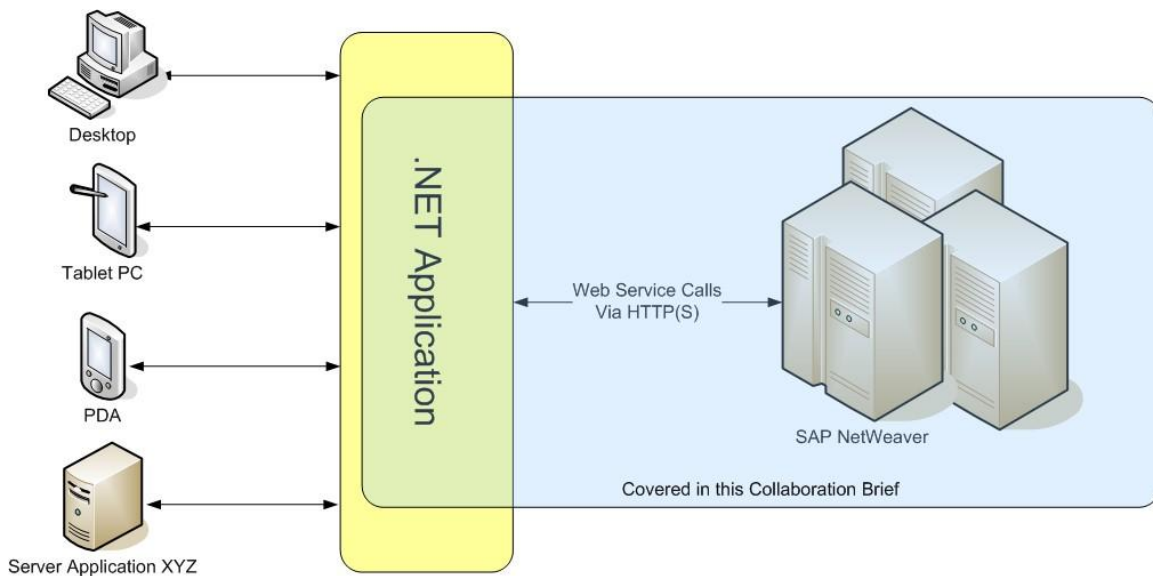 Desktop
Tablet PC
PDA
Server Application XYZ
.NET Application
Web Service Calls
Via HTTP(S)
SAP NetWeaver
Covered in this Collaboration Brief